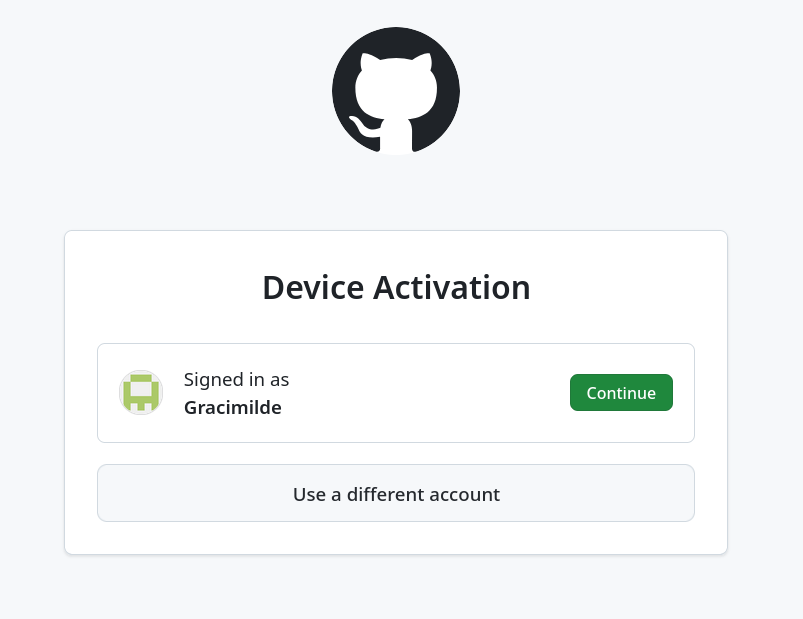 Device Activation
Signed in as
Gracimilde
Continue
Use a different account